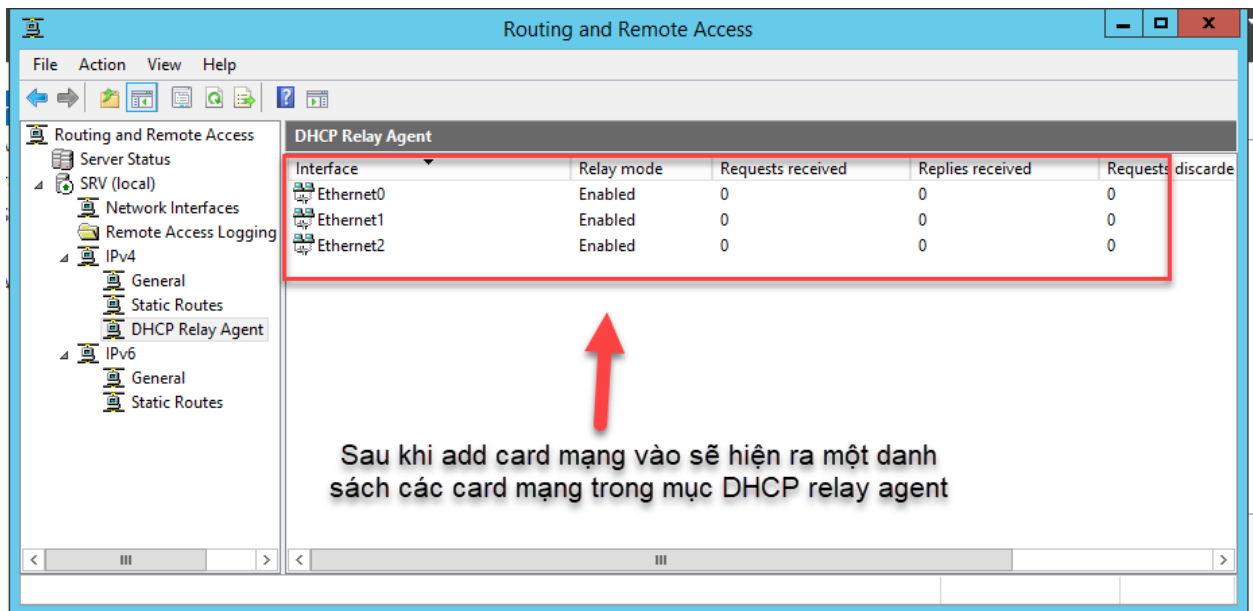 Routing and Remote Access
File Action View Help
Routing and Remote Access
Server Status
SRV (local)
Network Interfaces
Remote Access Logging
IPv4
General
Static Routes
DHCP Relay Agent
IPv6
General
Static Routes
DHCP Relay Agent
Interface Relay mode Requests received Replies received Requests discarde
Ethernet0 Enabled 0 0 0
Ethernet1 Enabled 0 0 0
Ethernet2 Enabled 0 0 0
Sau khi add card mạng vào sẽ hiện ra một danh
sách các card mạng trong mục DHCP relay agent